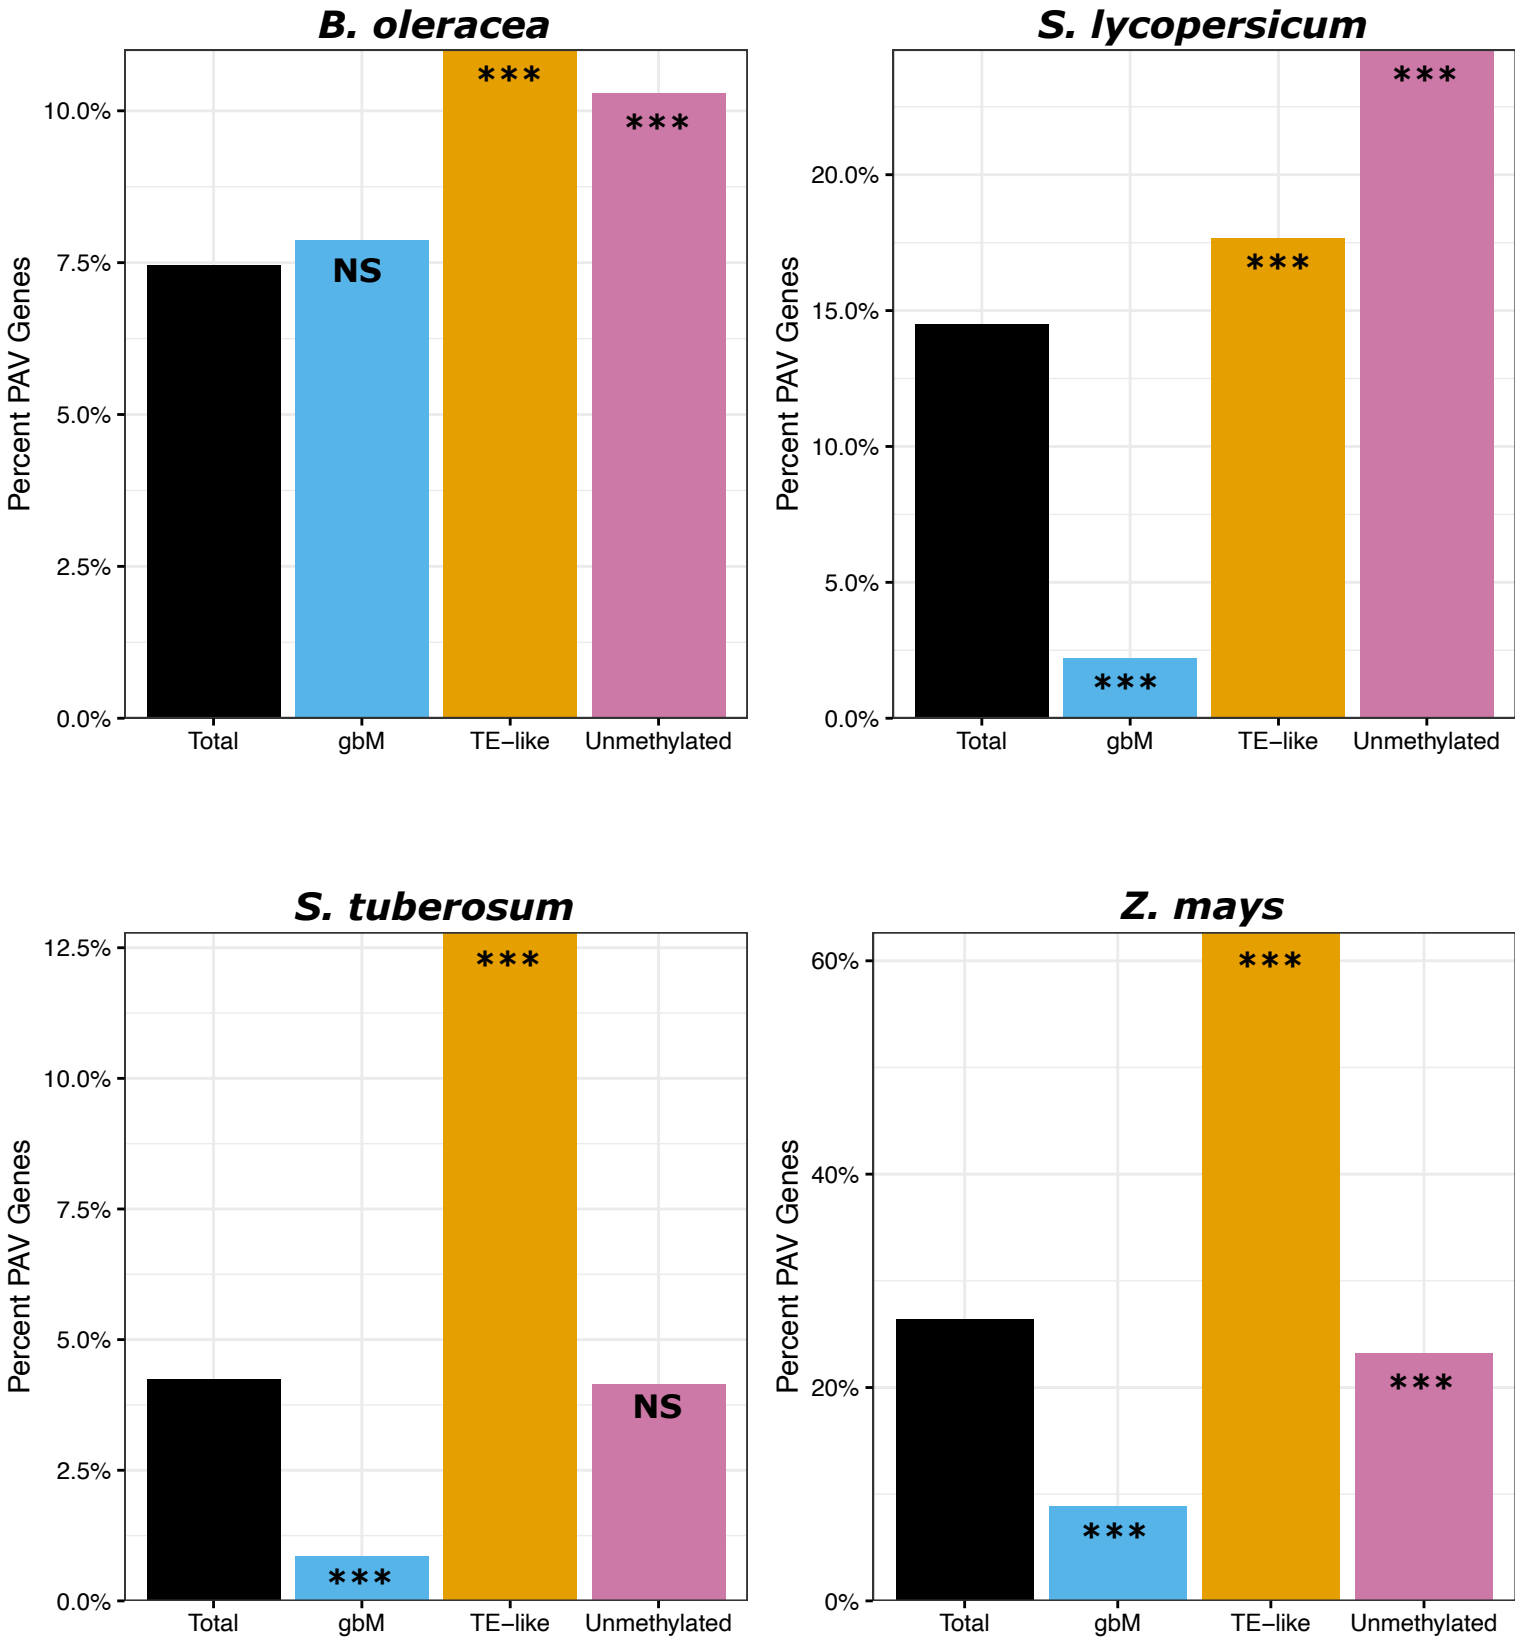 B. oleracea
Percent PAV Genes
10.0%
7.5%
5.0%
2.5%
0.0%
NS
***
***
Total gbM TE−like Unmethylated
S. lycopersicum
Percent PAV Genes
20.0%
15.0%
10.0%
5.0%
0.0%
***
***
***
Total gbM TE−like Unmethylated
S. tuberosum
Percent PAV Genes
12.5%
10.0%
7.5%
5.0%
2.5%
0.0%
***
***
NS
Total gbM TE−like Unmethylated
Z. mays
Percent PAV Genes
60%
40%
20%
0%
***
***
***
Total gbM TE−like Unmethylated